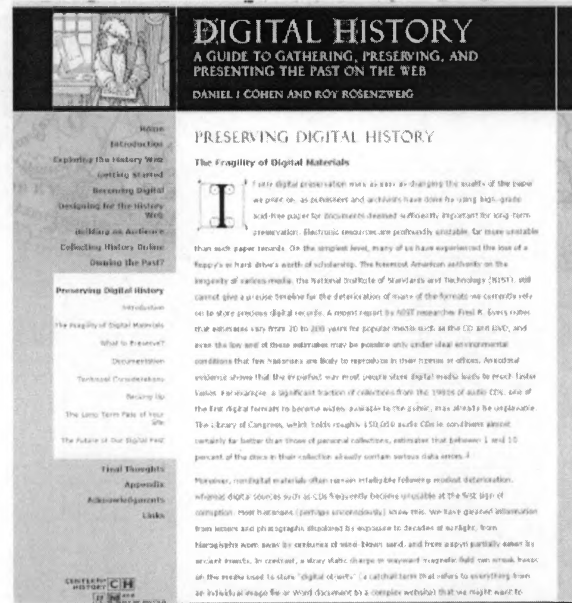 DIGITAL HISTORY
A GUIDE TO GATHERING, PRESERVING, AND
PRESENTING THE PAST ON THE WEB
DANIEL J COHEN AND ROY ROSENZWEIG
Home
Introduction
Exploring the History Web
Getting Started
Becoming Digital
Designing for the History
Web
Building an Audience
Collecting History Online
Owning the Past?
Preserving Digital History
Introduction
The Fragility of Digital Materials
What to Preserve?
Documentation
Technical Considerations
Backing Up
The Long-Term Fate of Your
Site
The Future of Our Digital Past
Final Thoughts
Appendix
Acknowledgments
Links
PRESERVING DIGITAL HISTORY
The Fragility of Digital Materials
If only digital preservation were as easy as changing the quality of the paper
we print on, as publishers and archivists have done by using high-grade
acid-free paper for documents deemed sufficiently important for long-term
preservation. Electronic resources are profoundly unstable, far more unstable
than such paper records. On the simplest level, many of us have experienced the loss of a
floppy's or hard drive's worth of scholarship. The foremost American authority on the
longevity of various media, the National Institute of Standards and Technology (NIST), still
cannot give a precise timeline for the deterioration of many of the formats we currently rely
on to store precious digital records. A recent report by NIST researcher Fred R. Byers notes
that estimates vary from 20 to 200 years for popular media such as the CD and DVD, and
even the low end of these estimates may be possible only under ideal environmental
conditions that few historians are likely to reproduce in their homes or offices. Anecdotal
evidence shows that the imperfect way most people store digital media leads to much faster
losses. For example, a significant fraction of collections from the 1980s of audio CDs, one of
the first digital formats to become widely available to the public, may already be unplayable.
The Library of Congress, which holds roughly 150,000 audio CDs in conditions almost
certainly far better than those of personal collections, estimates that between 1 and 10
percent of the discs in their collection already contain serious data errors.
Moreover, nondigital materials often remain intelligible following modest deterioration,
whereas digital sources such as CDs frequently become unusable at the first sign of
corruption. Most historians (perhaps unconsciously) know this. We have gleaned information
from letters and photographs discolored by exposure to decades of sunlight, from
hieroglyphs worn away by centuries of wind-blown sand, and from papyri partially eaten by
ancient insects. In contrast, a stray static charge or wayward magnetic field can wreak havoc
on the media used to store "digital objects" (a catchall term that refers to everything from
an individual image file or Word document to a complex website) that we might want to
CENTER for
HISTORY CH